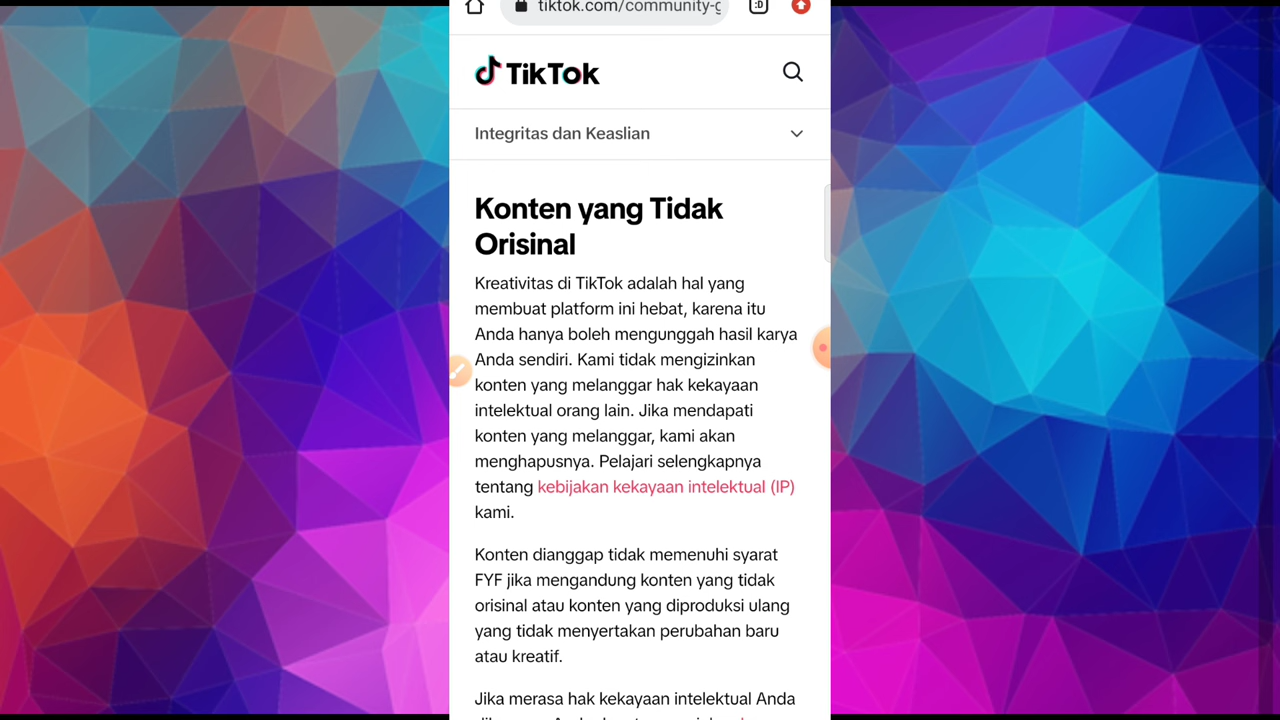 tiktok.com/community-g
:D
TikTok
Integritas dan Keaslian
Konten yang Tidak
Orisinal
Kreativitas di TikTok adalah hal yang
membuat platform ini hebat, karena itu
Anda hanya boleh mengunggah hasil karya
Anda sendiri. Kami tidak mengizinkan
konten yang melanggar hak kekayaan
intelektual orang lain. Jika mendapati
konten yang melanggar, kami akan
menghapusnya. Pelajari selengkapnya
tentang kebijakan kekayaan intelektual (IP)
kami.
Konten dianggap tidak memenuhi syarat
FYF jika mengandung konten yang tidak
orisinal atau konten yang diproduksi ulang
yang tidak menyertakan perubahan baru
atau kreatif.
Jika merasa hak kekayaan intelektual Anda